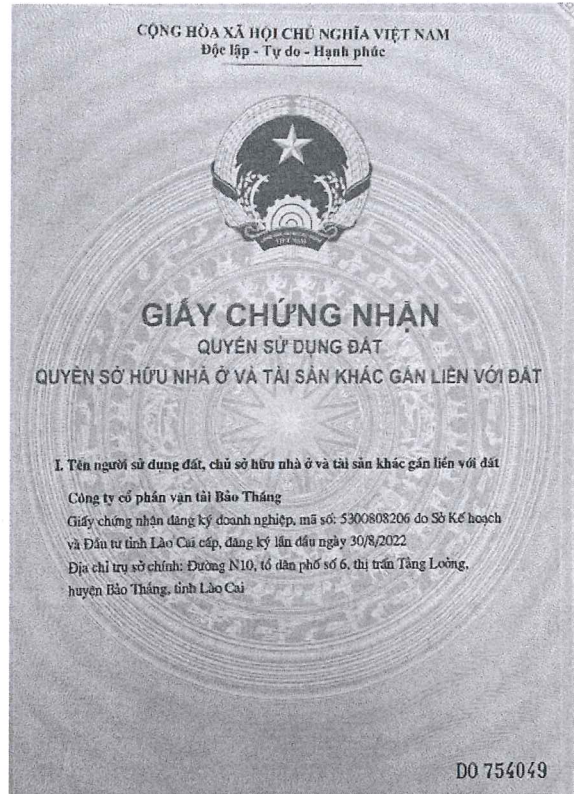 CỘNG HÒA XÃ HỘI CHỦ NGHĨA VIỆT NAM
Độc lập - Tự do - Hạnh phúc
VIỆT NAM
GIẤY CHỨNG NHẬN
QUYỀN SỬ DỤNG ĐẤT
QUYỀN SỞ HỮU NHÀ Ở VÀ TÀI SẢN KHÁC GẮN LIỀN VỚI ĐẤT
I. Tên người sử dụng đất, chủ sở hữu nhà ở và tài sản khác gắn liền với đất
Công ty cổ phần vận tải Bảo Thắng
Giấy chứng nhận đăng ký doanh nghiệp, mã số: 5300808206 do Sở Kế hoạch
và Đầu tư tỉnh Lào Cai cấp, đăng ký lần đầu ngày 30/8/2022
Địa chỉ trụ sở chính: Đường N10, tổ dân phố số 6, thị trấn Tằng Loỏng,
huyện Bảo Thắng, tỉnh Lào Cai
DO 754049